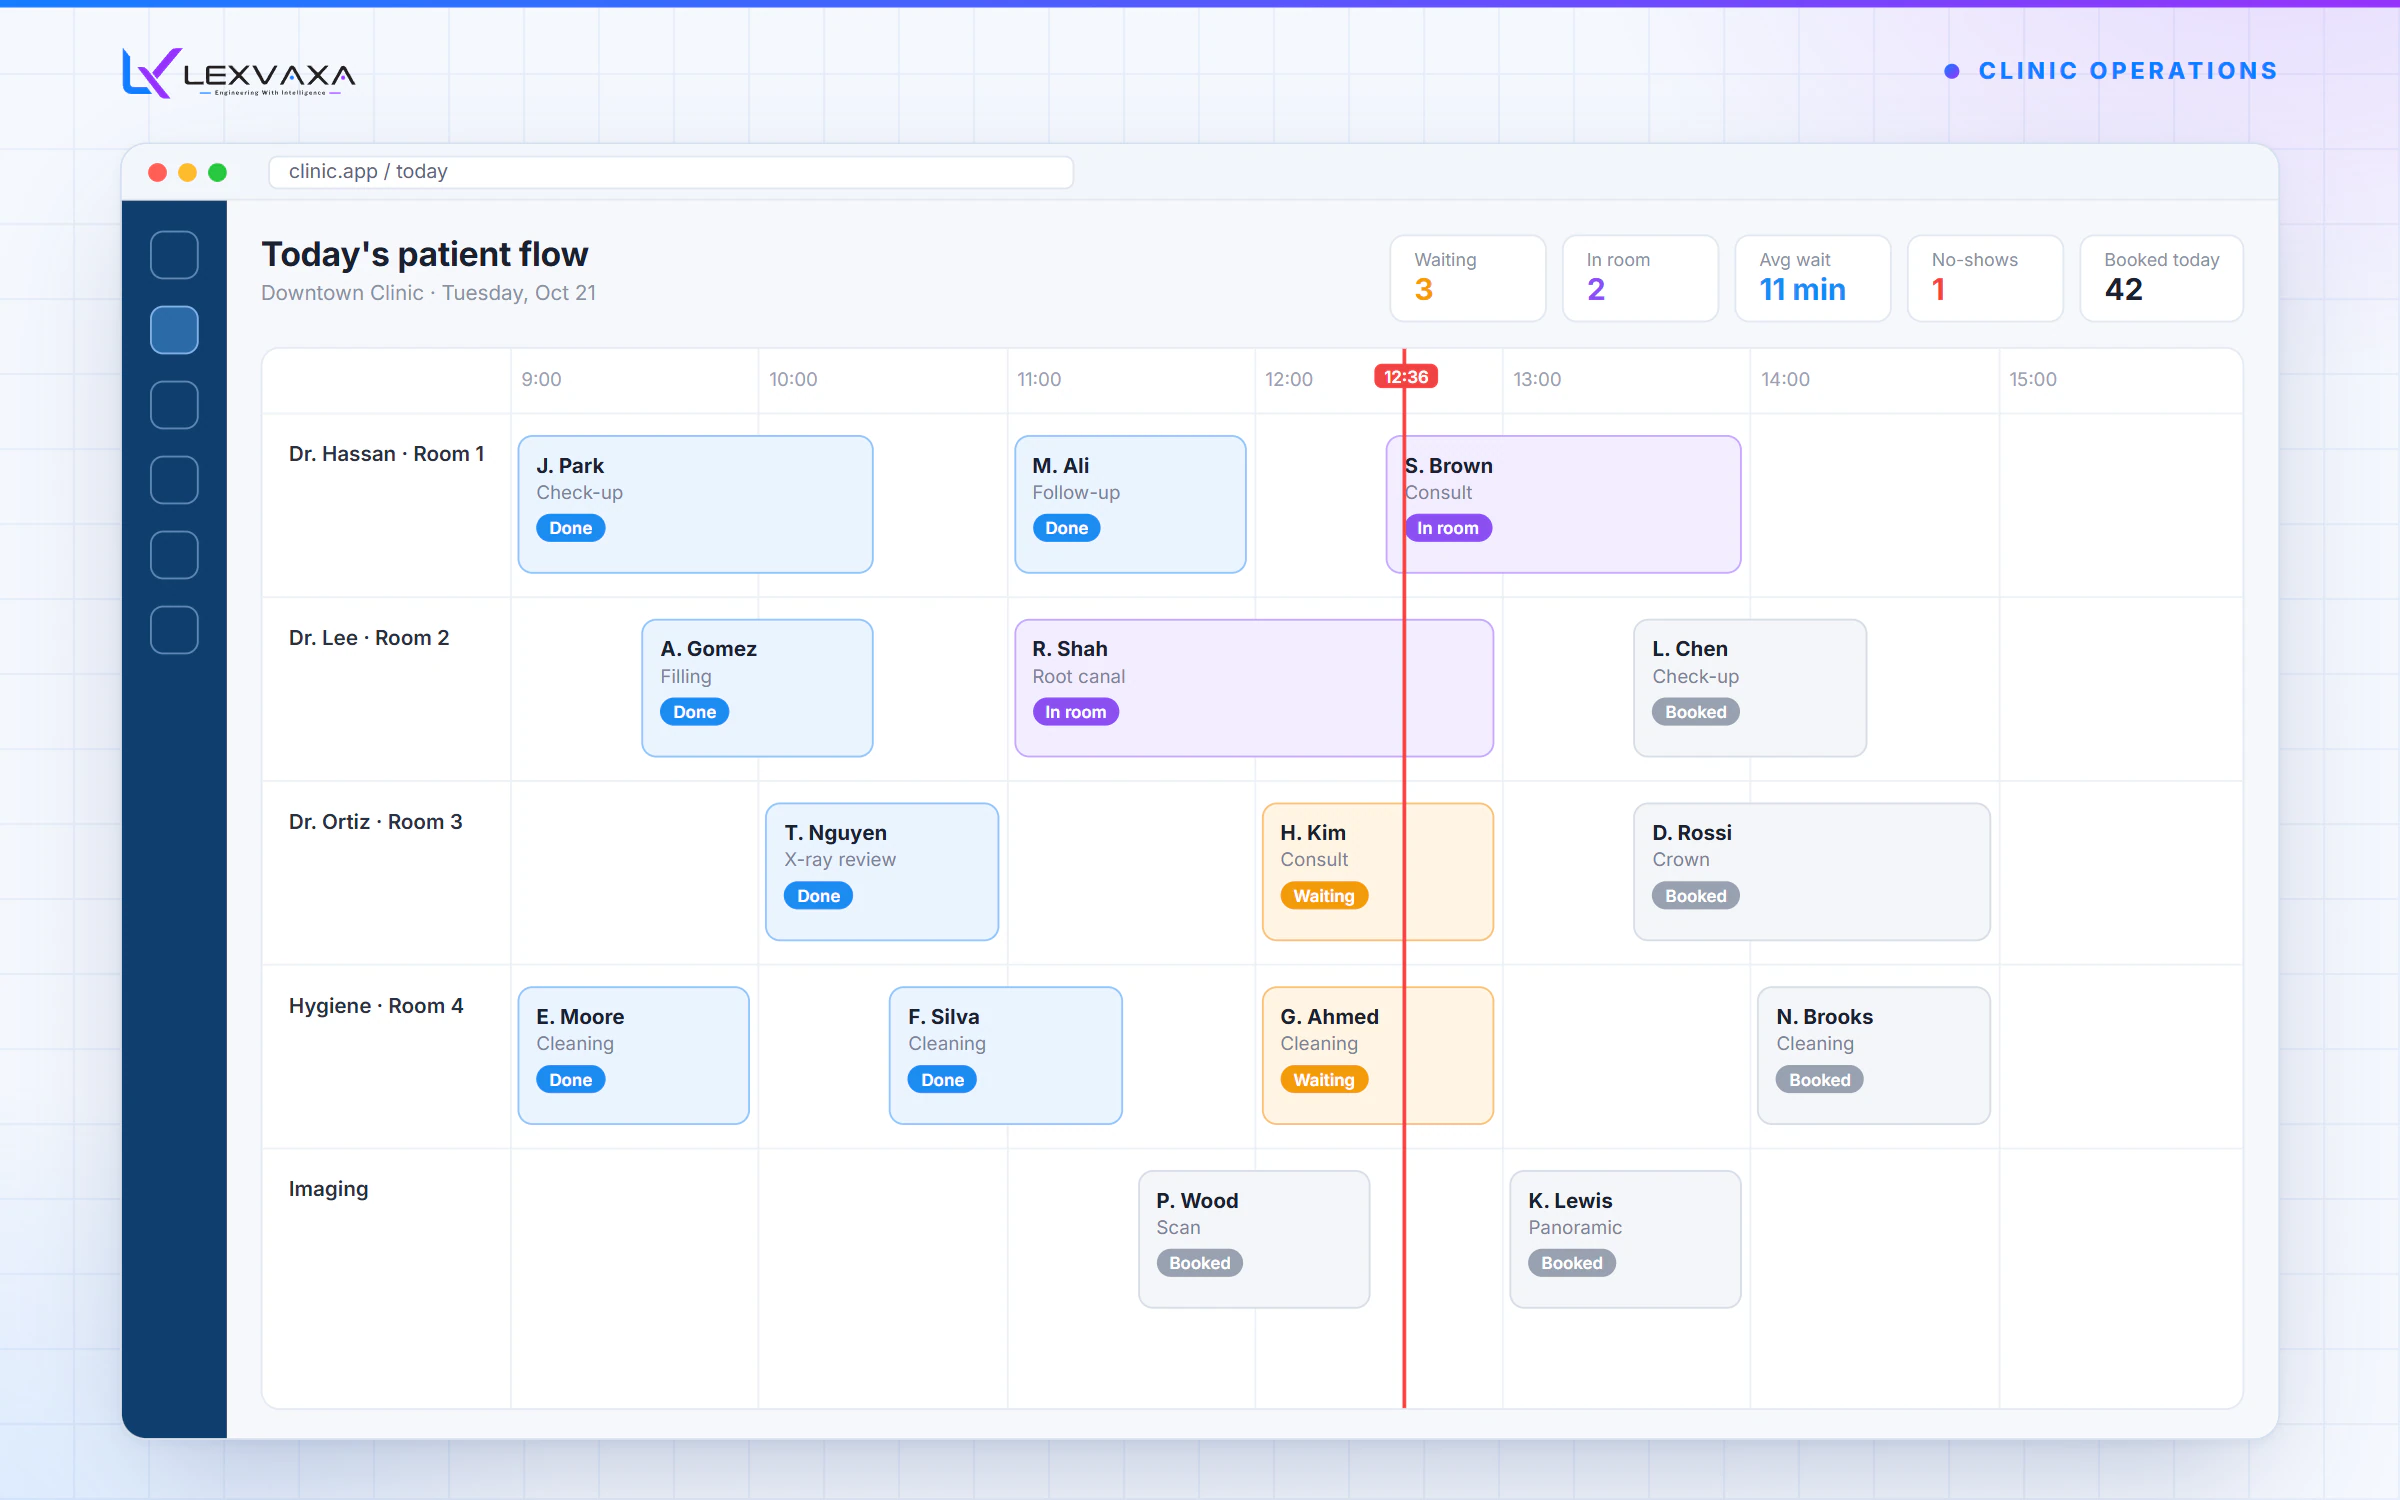 LEXVAXA
Engineering With Intelligence
CLINIC OPERATIONS
clinic.app / today
Today's patient flow
Downtown Clinic · Tuesday, Oct 21
Waiting
3
In room
2
Avg wait
11 min
No-shows
1
Booked today
42
9:00
10:00
11:00
12:00
12:36
13:00
14:00
15:00
Dr. Hassan · Room 1
J. Park
Check-up
Done
M. Ali
Follow-up
Done
S. Brown
Consult
In room
Dr. Lee · Room 2
A. Gomez
Filling
Done
R. Shah
Root canal
In room
L. Chen
Check-up
Booked
Dr. Ortiz · Room 3
T. Nguyen
X-ray review
Done
H. Kim
Consult
Waiting
D. Rossi
Crown
Booked
Hygiene · Room 4
E. Moore
Cleaning
Done
F. Silva
Cleaning
Done
G. Ahmed
Cleaning
Waiting
N. Brooks
Cleaning
Booked
Imaging
P. Wood
Scan
Booked
K. Lewis
Panoramic
Booked